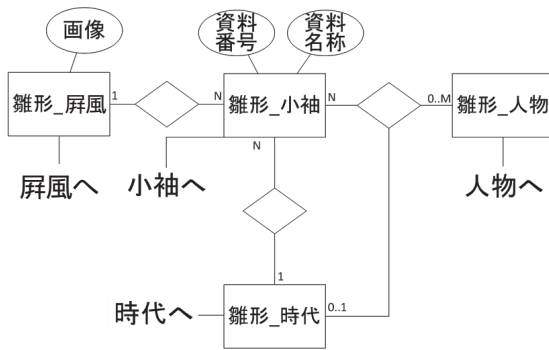 画像
資料
番号
資料
名称
雛形_屏風
1
N
雛形_小袖
N
0..M
雛形_人物
屏風へ
小袖へ
N
人物へ
1
時代へ
雛形_時代
0..1